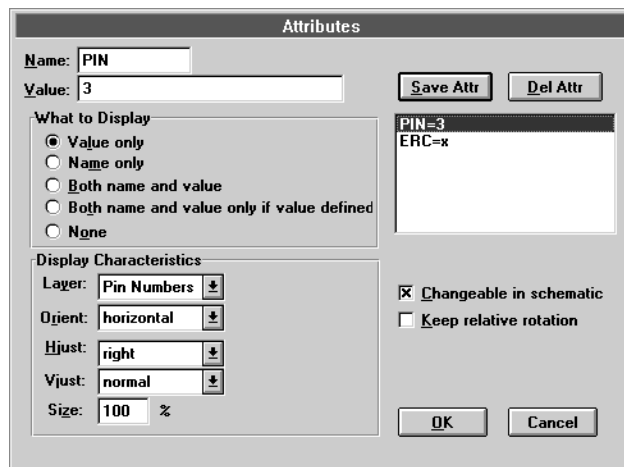 Attributes
Name: PIN
Value: 3
Save Attr
Del Attr
What to Display
Value only
Name only
Both name and value
Both name and value only if value defined
None
PIN=3
ERC=x
Display Characteristics
Layer: Pin Numbers
Orient: horizontal
Hjust: right
Vjust: normal
Size: 100 %
Changeable in schematic
Keep relative rotation
OK
Cancel